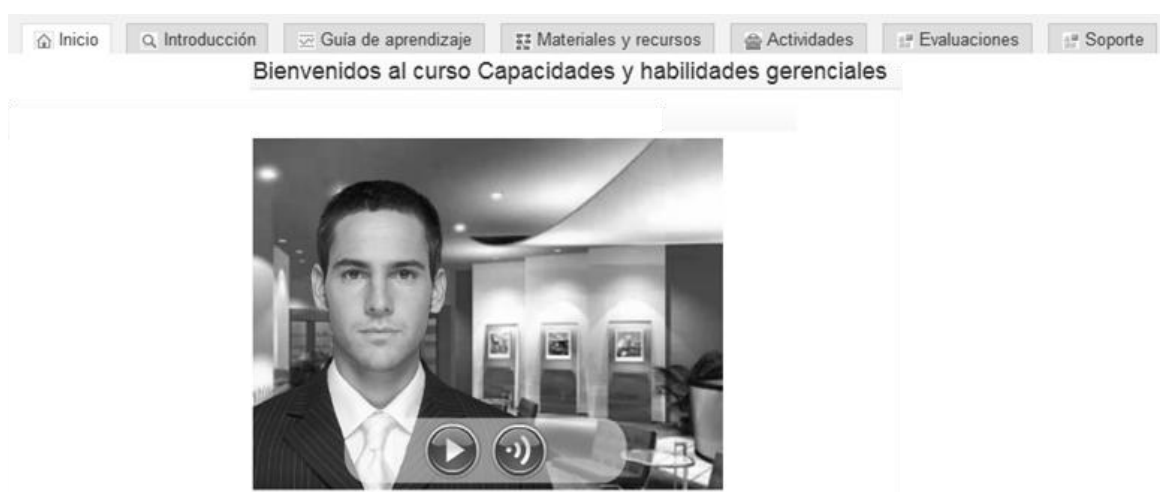 Inicio Introducción Guía de aprendizaje Materiales y recursos Actividades Evaluaciones Soporte
Bienvenidos al curso Capacidades y habilidades gerenciales